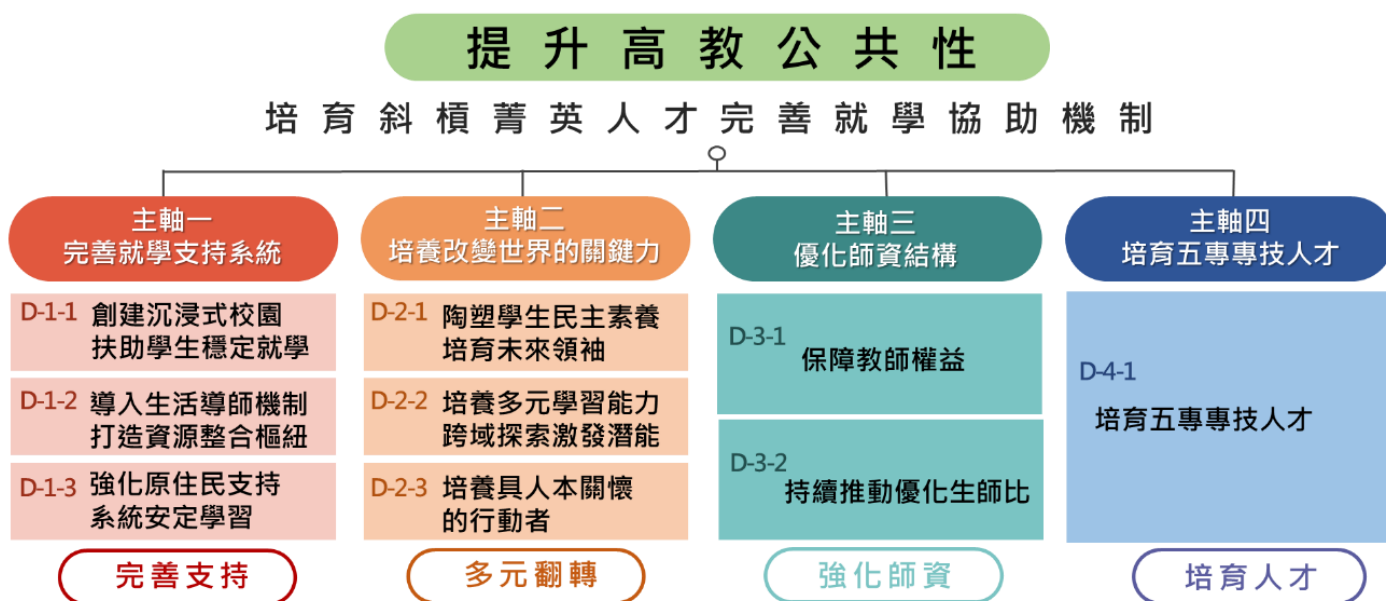 提升高教公共性
培育斜槓菁英人才完善就學協助機制
主軸一
完善就學支持系統
D-1-1 創建沉浸式校園
扶助學生穩定就學
D-1-2 導入生活導師機制
打造資源整合樞紐
D-1-3 強化原住民支持
系統安定學習
完善支持
主軸二
培養改變世界的關鍵力
D-2-1 陶塑學生民主素養
培育未來領袖
D-2-2 培養多元學習能力
跨域探索激發潛能
D-2-3 培養具人本關懷
的行動者
多元翻轉
主軸三
優化師資結構
D-3-1
保障教師權益
D-3-2
持續推動優化生師比
強化師資
主軸四
培育五專專技人才
D-4-1
培育五專專技人才
培育人才